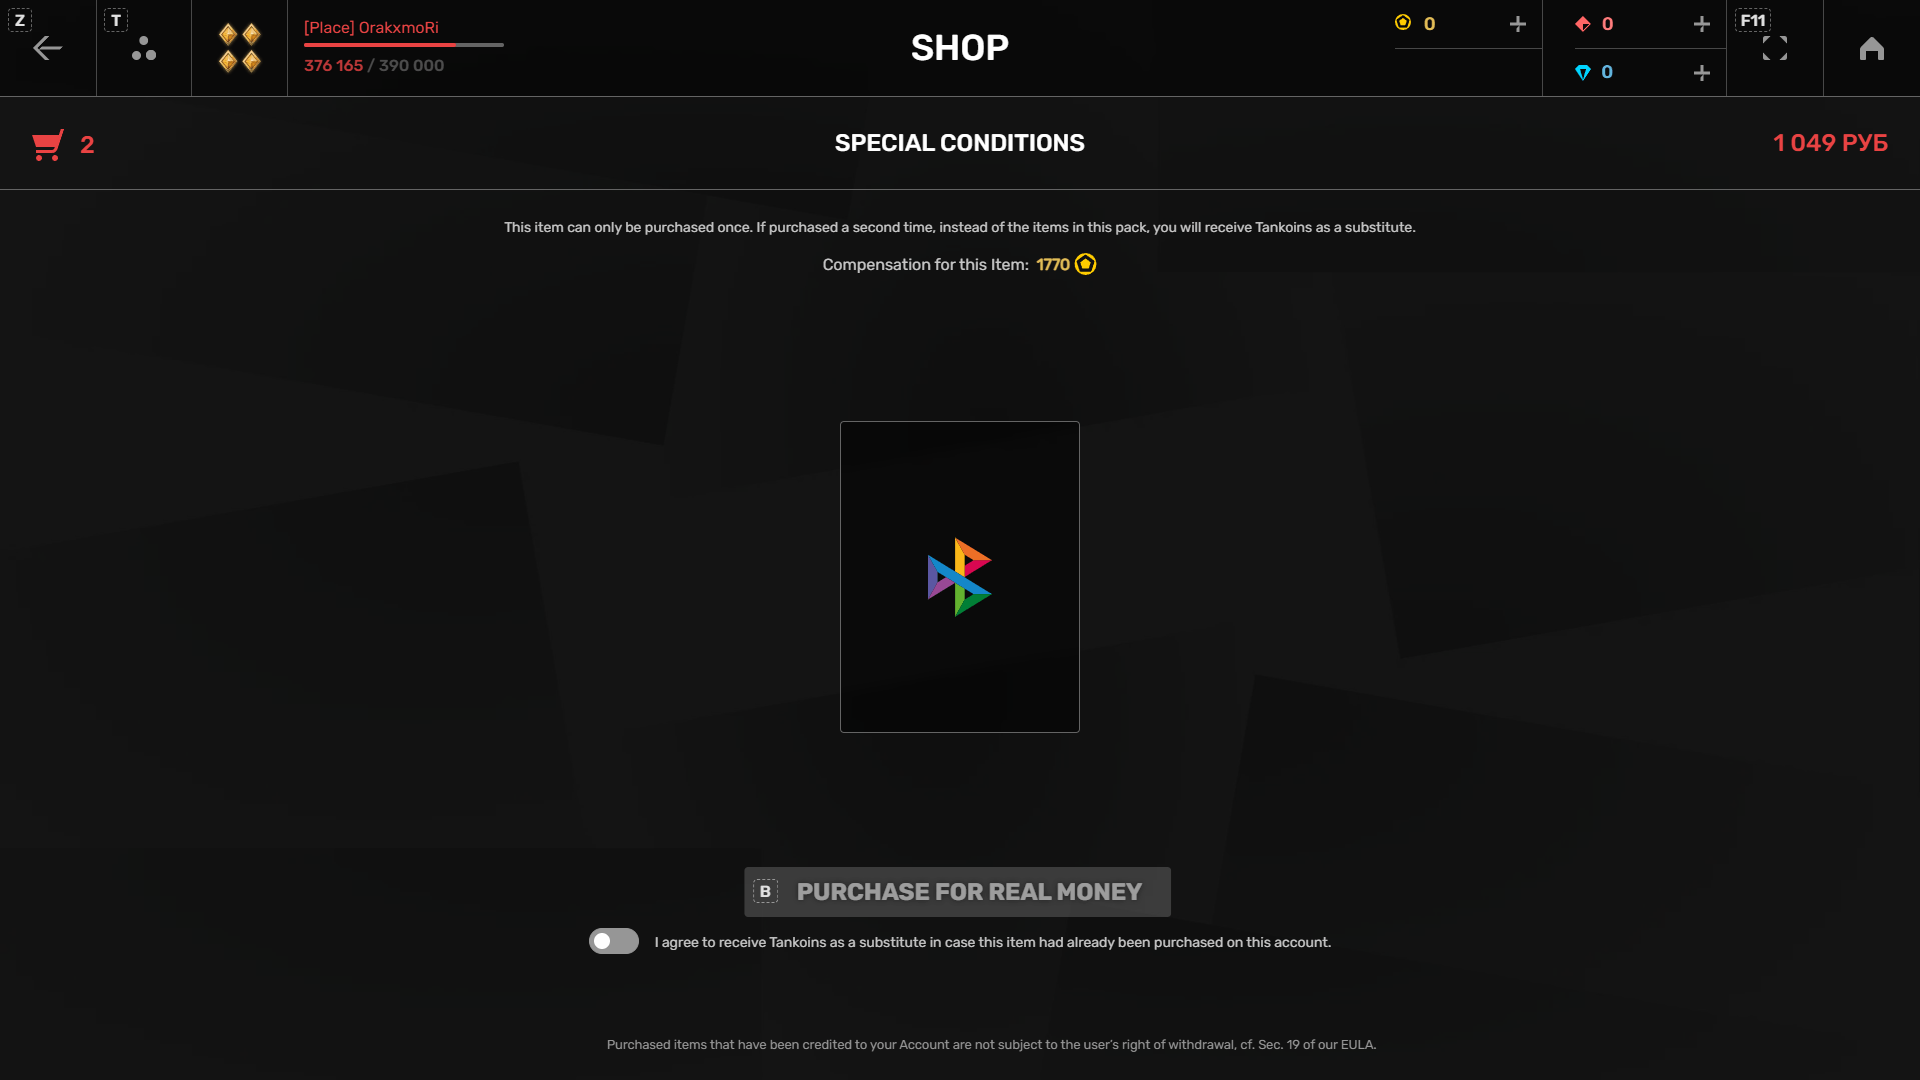 Z
T
[Place] OrakxmoRi
376 165 / 390 000
SHOP
0
0
0
F11
2
SPECIAL CONDITIONS
1 049 РУБ
This item can only be purchased once. If purchased a second time, instead of the items in this pack, you will receive Tankoins as a substitute.
Compensation for this Item: 1770
B PURCHASE FOR REAL MONEY
I agree to receive Tankoins as a substitute in case this item had already been purchased on this account.
Purchased items that have been credited to your Account are not subject to the user's right of withdrawal, cf. Sec. 19 of our EULA.